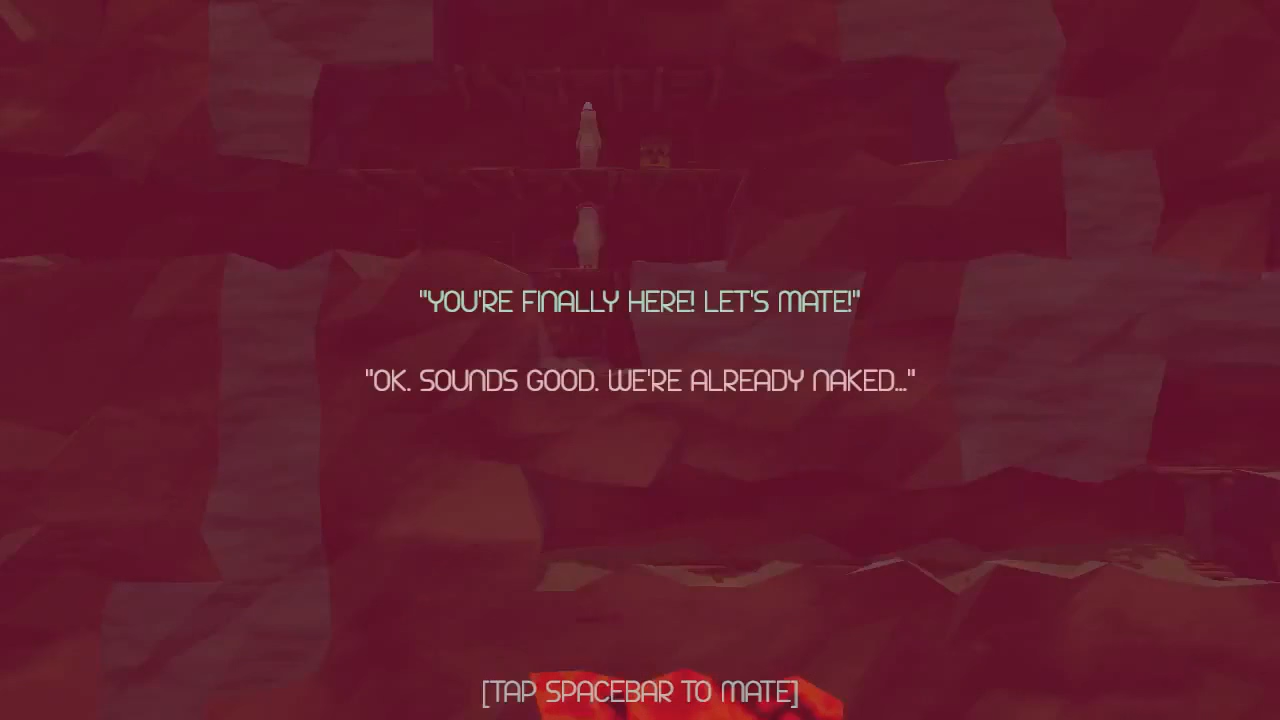 "YOU'RE FINALLY HERE! LET'S MATE!"
"OK. SOUNDS GOOD. WE'RE ALREADY NAKED..."
[TAP SPACEBAR TO MATE]